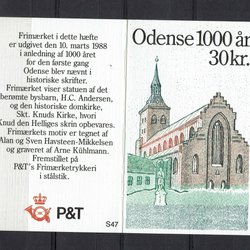 Frimærket i dette hæfte
er udgivet den 10. marts 1988
i anledning af 1000 året
for den første gang
Odense blev nævnt i
historiske skrifter.
Frimærket viser statuen af det
berømte bysbarn, H.C. Andersen,
og den historiske domkirke,
Skt. Knuds Kirke, hvori
Knud den Helliges skrin opbevares.
Frimærkets motiv er tegnet af
Alan og Sven Havsteen-Mikkelsen
og graveret af Arne Kühlmann.
Fremstillet på
P&T's Frimærketrykkeri
i stålstik.
P&T
S47
Odense 1000 år
30 kr.